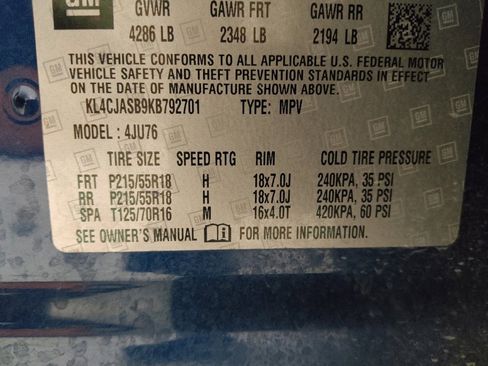 GM
GVWR GAWR FRT GAWR RR
4286 LB 2348 LB 2194 LB
THIS VEHICLE CONFORMS TO ALL APPLICABLE U.S. FEDERAL MOTOR
VEHICLE SAFETY AND THEFT PREVENTION STANDARDS IN EFFECT
ON THE DATE OF MANUFACTURE SHOWN ABOVE.
KL4CJASB9KB792701 TYPE: MPV
MODEL : 4JU76
TIRE SIZE SPEED RTG RIM COLD TIRE PRESSURE
FRT P215/55R18 H 18x7.0J 240KPA, 35 PSI
RR P215/55R18 H 18x7.0J 240KPA, 35 PSI
SPA T125/70R16 M 16x4.0T 420KPA, 60 PSI
SEE OWNER'S MANUAL FOR MORE INFORMATION.